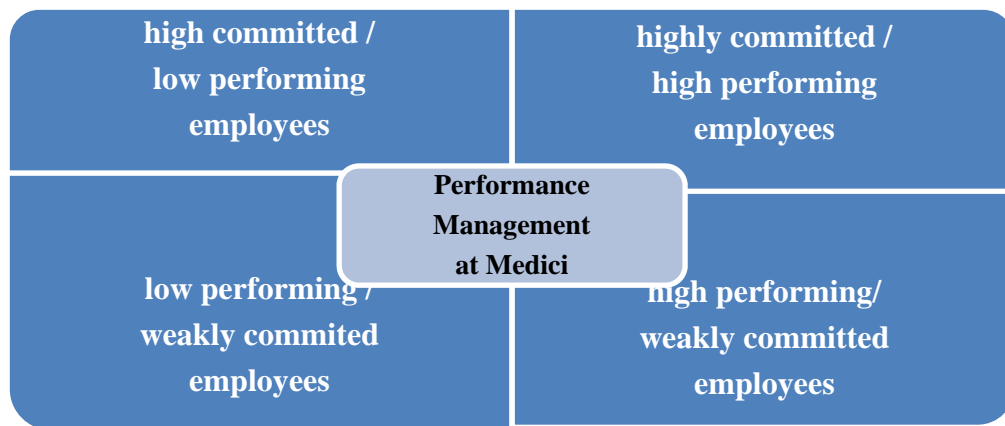 high committed /
low performing
employees
highly committed /
high performing
employees
Performance
Management
at Medici
low performing /
weakly commited
employees
high performing/
weakly committed
employees